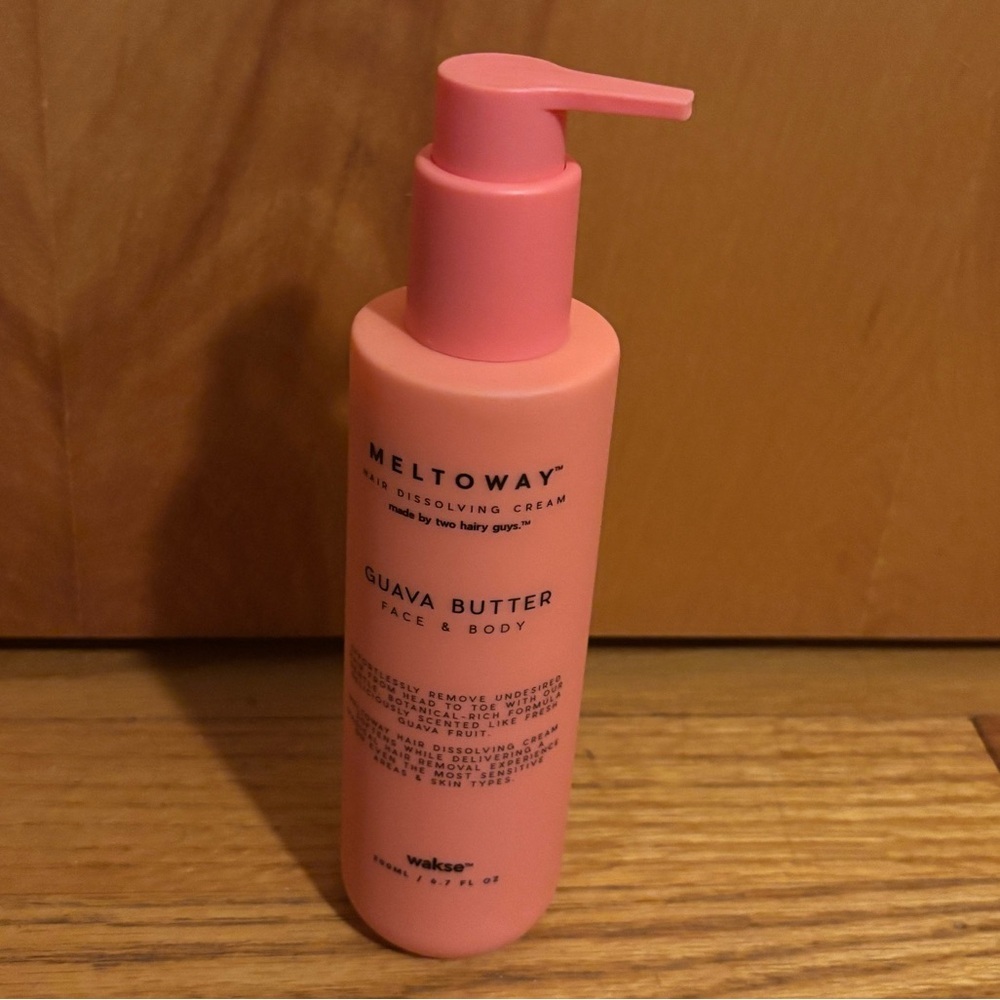 MELTOWAY™
HAIR DISSOLVING CREAM
made by two hairy guys.™
GUAVA BUTTER
FACE & BODY
EFFORTLESSLY REMOVE UNDESIRED
FROM HEAD TO TOE WITH OUR
BOTANICAL-RICH FORMULA
SCENTED LIKE FRESH
GUAVA FRUIT.
MELTOWAY HAIR DISSOLVING CREAM
WHILE DELIVERING A
HAIR REMOVAL EXPERIENCE
EVEN THE MOST SENSITIVE
AREAS & SKIN TYPES.
wakse™
200ML / 6.7 FL OZ